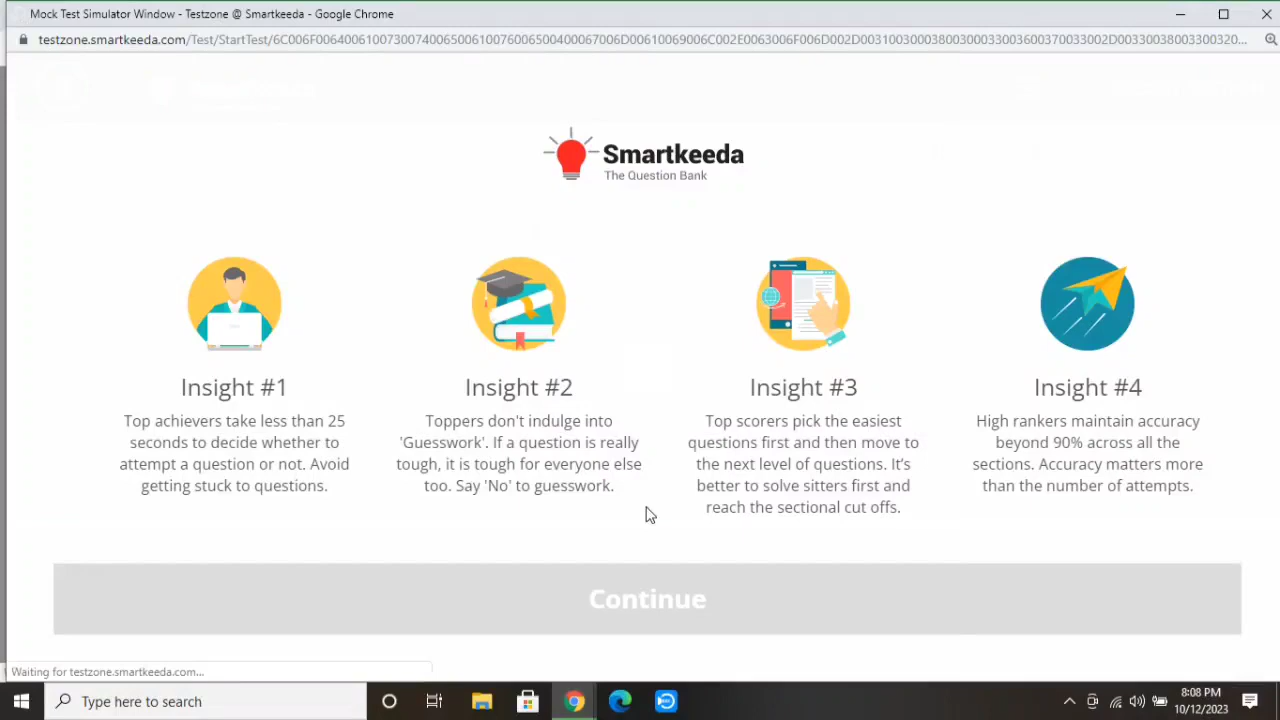 Mock Test Simulator Window - Testzone @ Smartkeeda - Google Chrome
Smartkeeda
The Question Bank
Insight #1
Top achievers take less than 25
seconds to decide whether to
attempt a question or not. Avoid
getting stuck to questions.
Insight #2
Toppers don't indulge into
'Guesswork'. If a question is really
tough, it is tough for everyone else
too. Say 'No' to guesswork.
Insight #3
Top scorers pick the easiest
questions first and then move to
the next level of questions. It's
better to solve sitters first and
reach the sectional cut offs.
Insight #4
High rankers maintain accuracy
beyond 90% across all the
sections. Accuracy matters more
than the number of attempts.
Continue
Waiting for testzone.smartkeeda.com...
Type here to search
8:08 PM
10/12/2023